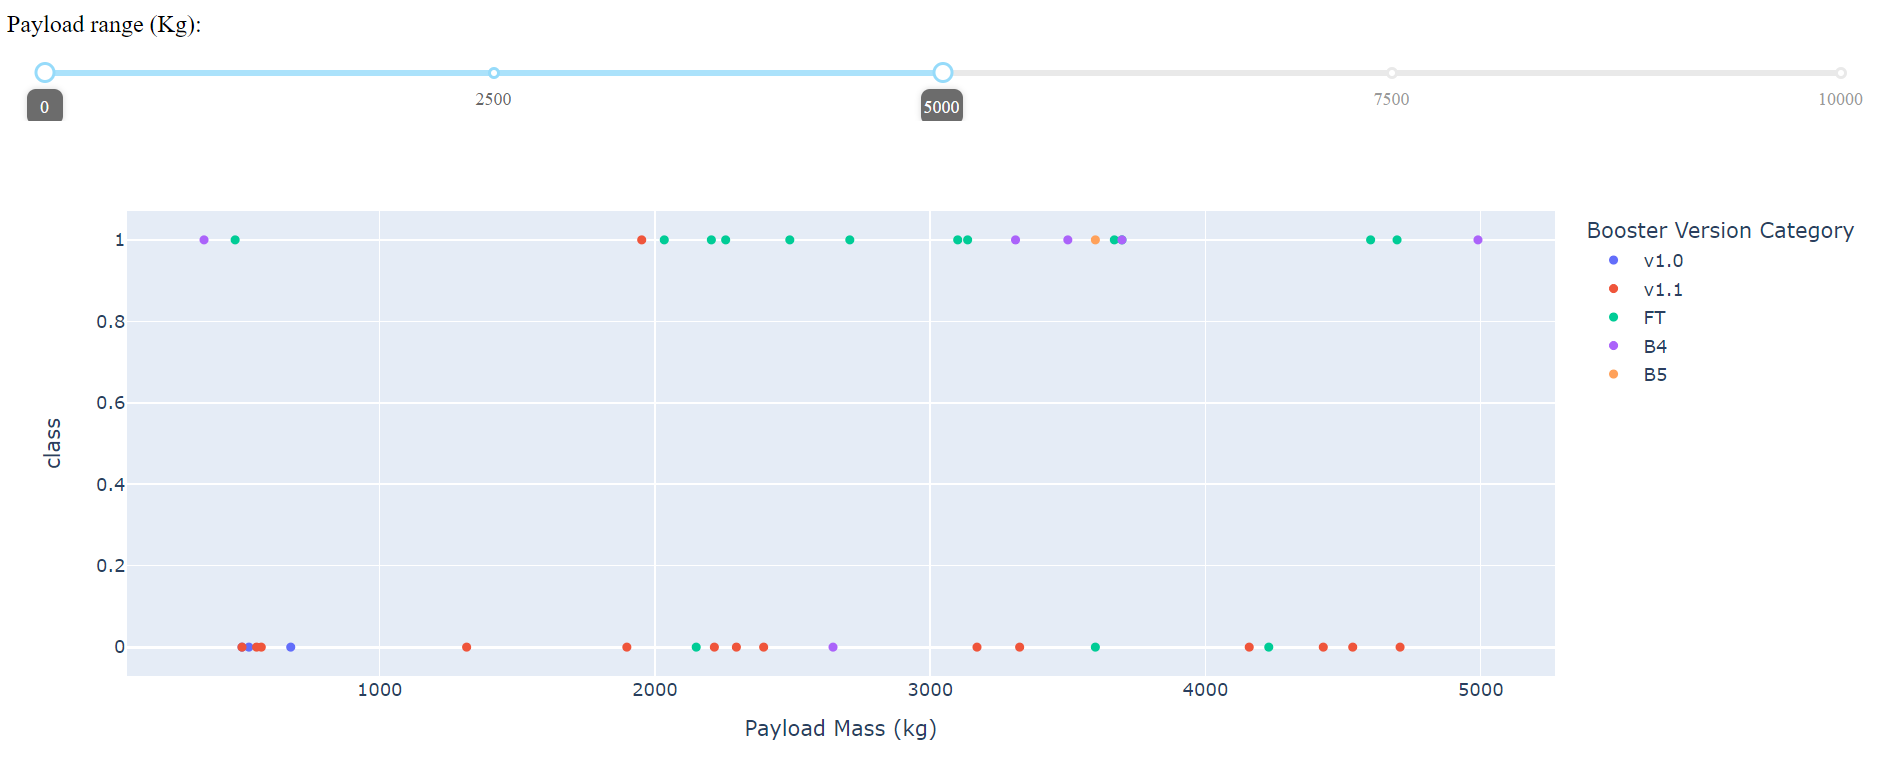 Payload range (Kg):
0 2500 5000 7500 10000
Booster Version Category
v1.0
v1.1
FT
B4
B5
1
0.8
0.6
0.4
0.2
0
class
1000 2000 3000 4000 5000
Payload Mass (kg)